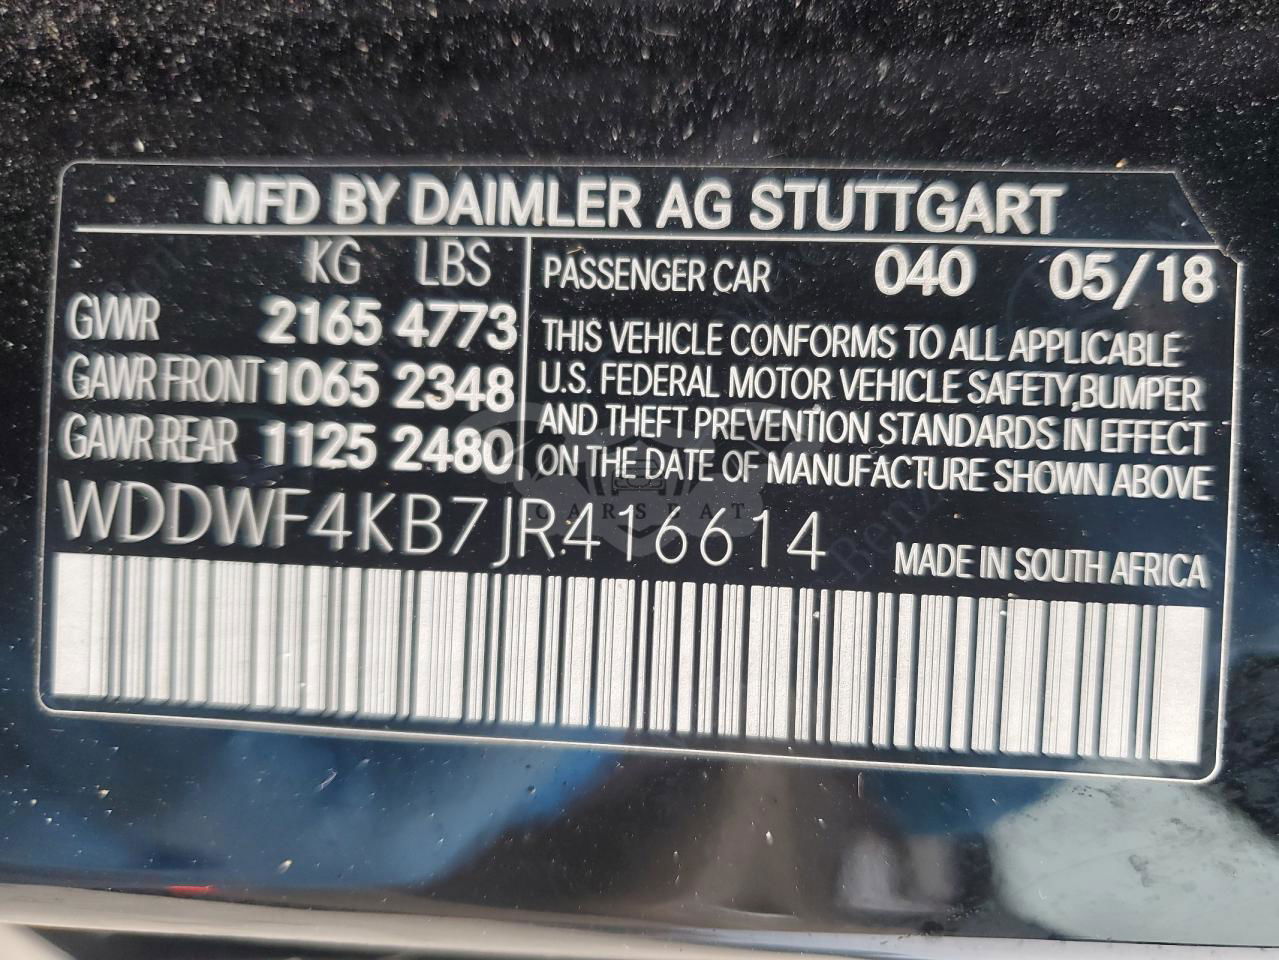 MFD BY DAIMLER AG STUTTGART
KG LBS
GVWR 2165 4773
GAWR FRONT 1065 2348
GAWR REAR 1125 2480
PASSENGER CAR 040 05/18
THIS VEHICLE CONFORMS TO ALL APPLICABLE
U.S. FEDERAL MOTOR VEHICLE SAFETY,BUMPER
AND THEFT PREVENTION STANDARDS IN EFFECT
ON THE DATE OF MANUFACTURE SHOWN ABOVE
WDDWF4KB7JR416614
MADE IN SOUTH AFRICA
CARSEAT